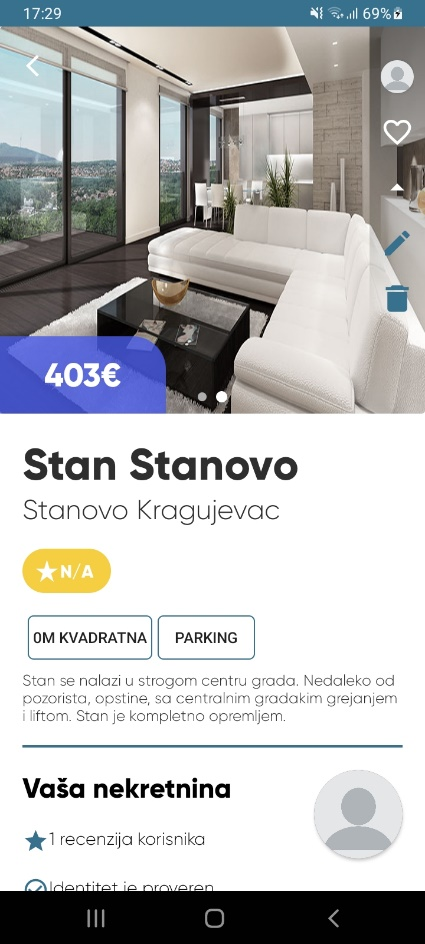 17:29
69%
403€
Stan Stanovo
Stanovo Kragujevac
N/A
0M KVADRATNA
PARKING
Stan se nalazi u strogom centru grada. Nedaleko od
pozorista, opstine, sa centralnim gradakim grejanjem
i liftom. Stan je kompletno opremljem.
Vaša nekretnina
1 recenzija korisnika
Identitet je proveren